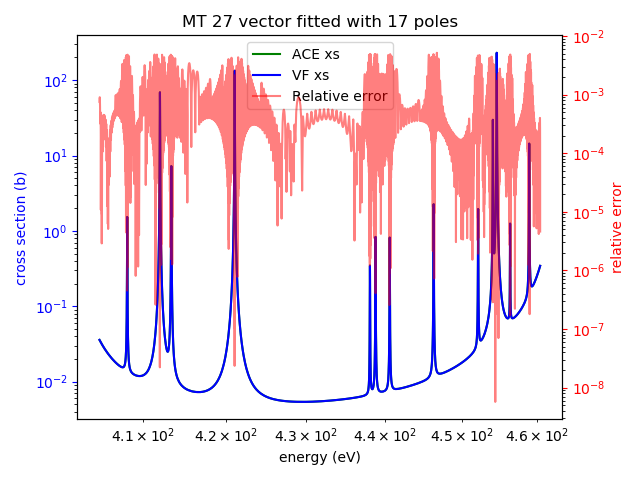 MT 27 vector fitted with 17 poles
ACE xs
VF xs
Relative error
cross section (b)
10²
10¹
10⁰
10⁻¹
10⁻²
relative error
10⁻²
10⁻³
10⁻⁴
10⁻⁵
10⁻⁶
10⁻⁷
10⁻⁸
4.1 × 10² 4.2 × 10² 4.3 × 10² 4.4 × 10² 4.5 × 10² 4.6 × 10²
energy (eV)